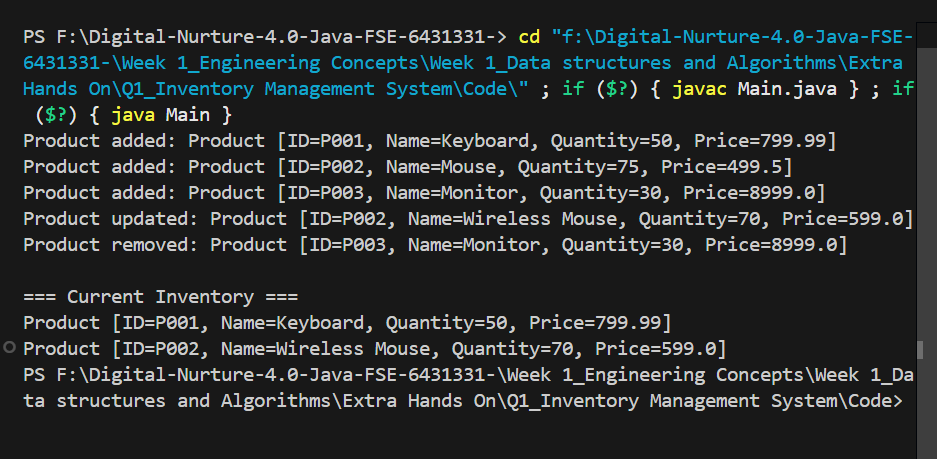 PS F:\Digital-Nurture-4.0-Java-FSE-6431331-> cd "f:\Digital-Nurture-4.0-Java-FSE-
6431331-\Week 1_Engineering Concepts\Week 1_Data structures and Algorithms\Extra
Hands On\Q1_Inventory Management System\Code\" ; if ($?) { javac Main.java } ; if
 ($?) { java Main }
Product added: Product [ID=P001, Name=Keyboard, Quantity=50, Price=799.99]
Product added: Product [ID=P002, Name=Mouse, Quantity=75, Price=499.5]
Product added: Product [ID=P003, Name=Monitor, Quantity=30, Price=8999.0]
Product updated: Product [ID=P002, Name=Wireless Mouse, Quantity=70, Price=599.0]
Product removed: Product [ID=P003, Name=Monitor, Quantity=30, Price=8999.0]

=== Current Inventory ===
Product [ID=P001, Name=Keyboard, Quantity=50, Price=799.99]
Product [ID=P002, Name=Wireless Mouse, Quantity=70, Price=599.0]
PS F:\Digital-Nurture-4.0-Java-FSE-6431331-\Week 1_Engineering Concepts\Week 1_Da
ta structures and Algorithms\Extra Hands On\Q1_Inventory Management System\Code>